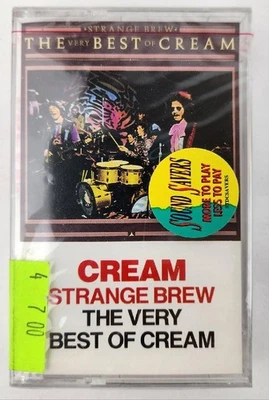 STRANGE BREW
THE VERY BEST OF CREAM
SOUND SAVERS
MORE TO PLAY
LESS TO PAY
CREAM
STRANGE BREW
THE VERY
BEST OF CREAM
4 7 00